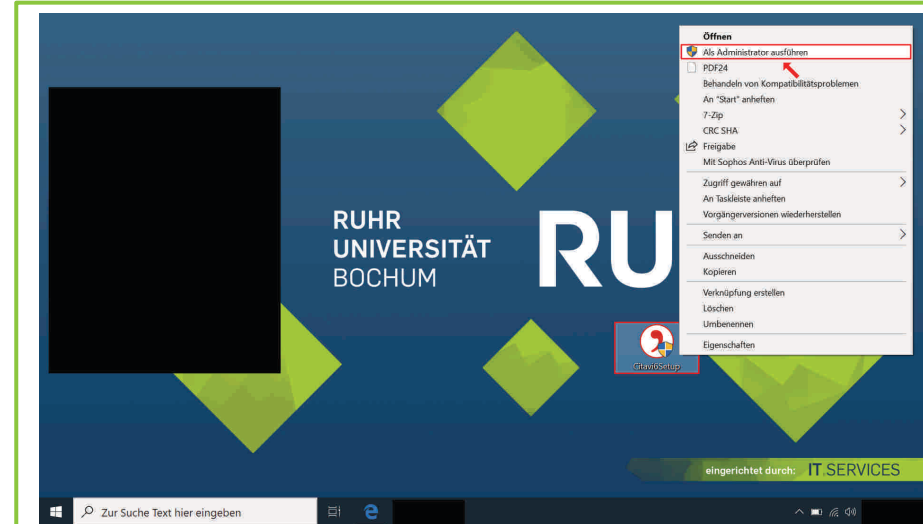 Öffnen
Als Administrator ausführen
PDF24
Behandeln von Kompatibilitätsproblemen
An "Start" anheften
7-Zip
CRC SHA
Freigabe
Mit Sophos Anti-Virus überprüfen
Zugriff gewähren auf
An Taskleiste anheften
Vorgängerversionen wiederherstellen
Senden an
Ausschneiden
Kopieren
Verknüpfung erstellen
Löschen
Umbenennen
Eigenschaften
RUHR
UNIVERSITÄT
BOCHUM
RU
Citavi6Setup
eingerichtet durch: IT.SERVICES
Zur Suche Text hier eingeben